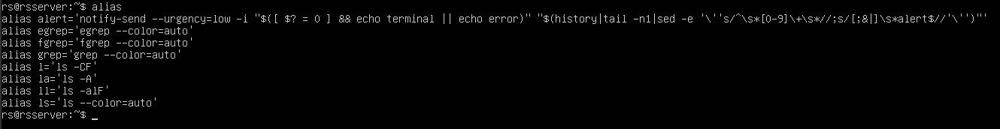 rs@rsserver:~$ alias
alias alert='notify-send --urgency=low -i "$([ $? = 0 ] && echo terminal || echo error)" "$(history|tail -n1|sed -e '\''s/^\s*[0-9]\+\s*//;s/[;&|]\s*alert$//'\'')"'
alias egrep='egrep --color=auto'
alias fgrep='fgrep --color=auto'
alias grep='grep --color=auto'
alias l='ls -CF'
alias la='ls -A'
alias ll='ls -alF'
alias ls='ls --color=auto'
rs@rsserver:~$ _